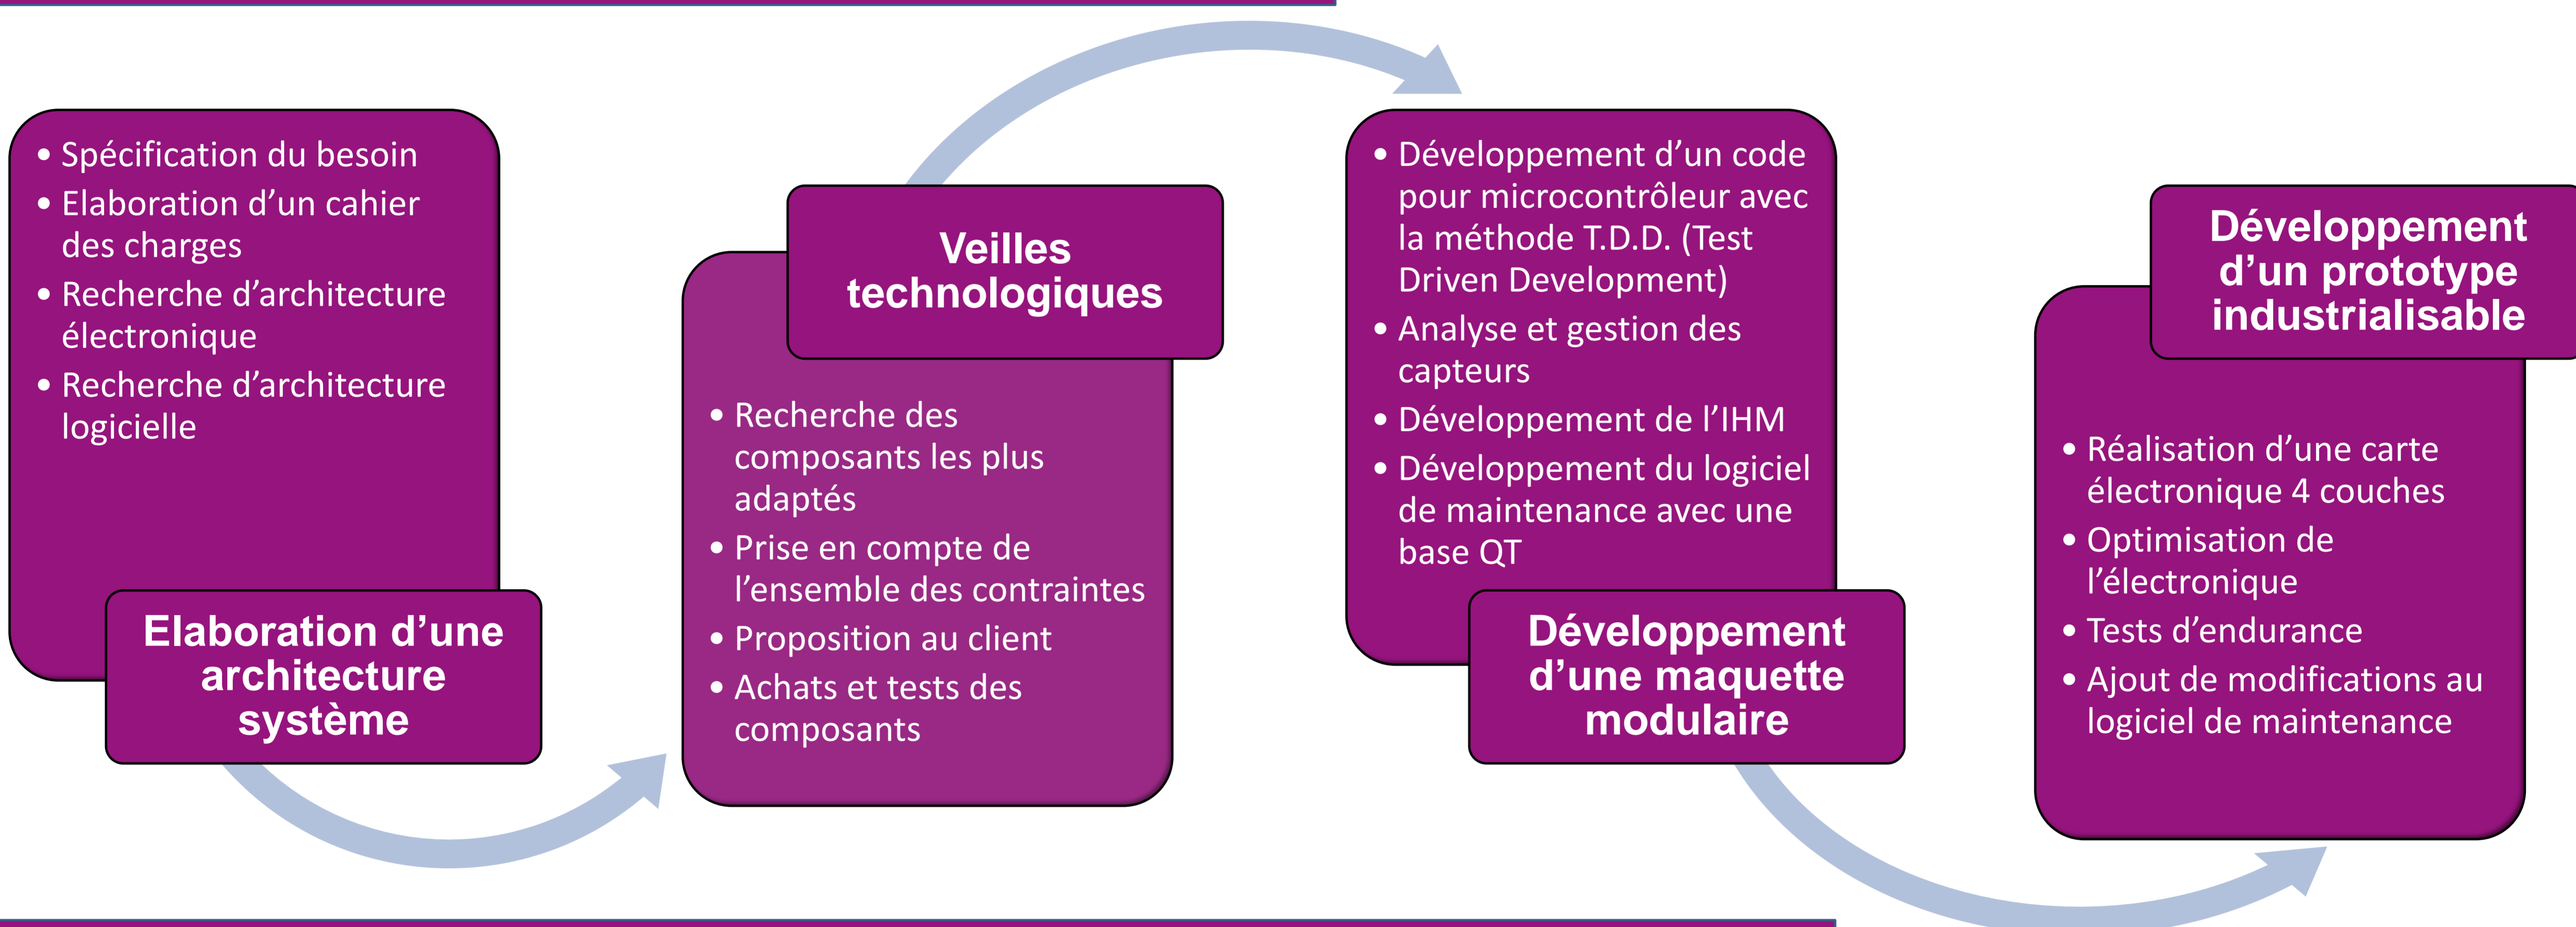 • Spécification du besoin
• Elaboration d’un cahier
des charges
• Recherche d’architecture
électronique
• Recherche d’architecture
logicielle
Elaboration d’une
architecture
système
Veilles
technologiques
• Recherche des
composants les plus
adaptés
• Prise en compte de
l’ensemble des contraintes
• Proposition au client
• Achats et tests des
composants
• Développement d’un code
pour microcontrôleur avec
la méthode T.D.D. (Test
Driven Development)
• Analyse et gestion des
capteurs
• Développement de l’IHM
• Développement du logiciel
de maintenance avec une
base QT
Développement
d’une maquette
modulaire
Développement
d’un prototype
industrialisable
• Réalisation d’une carte
électronique 4 couches
• Optimisation de
l’électronique
• Tests d’endurance
• Ajout de modifications au
logiciel de maintenance